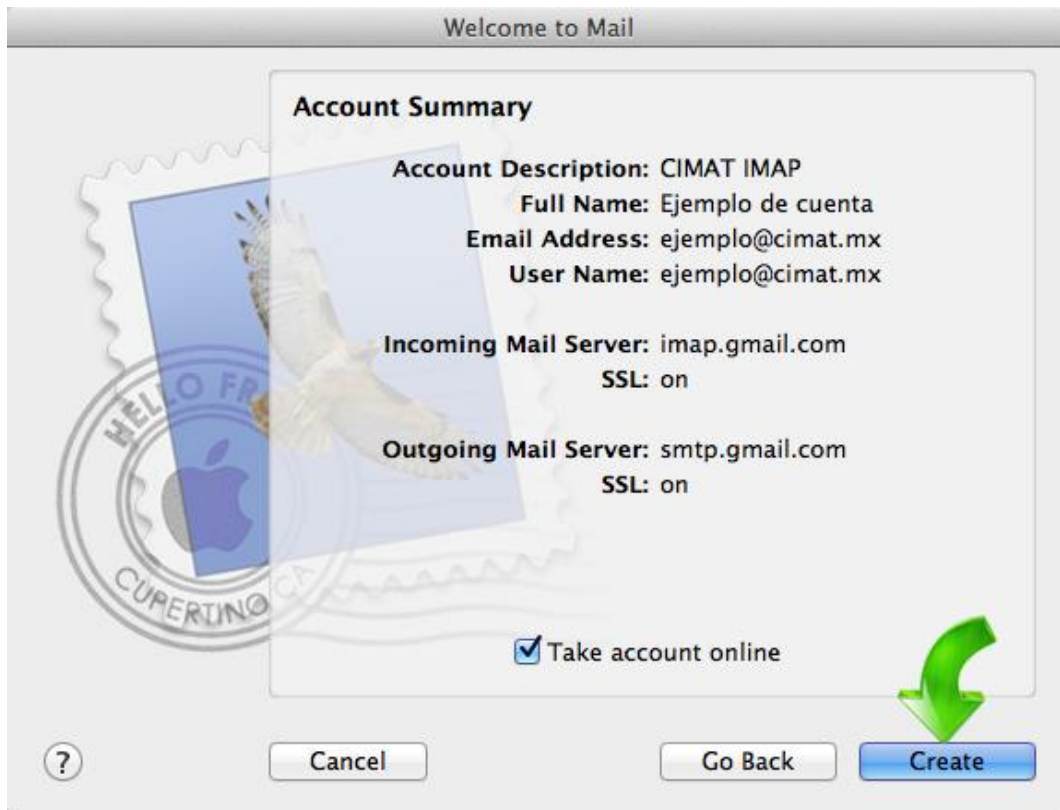 Welcome to Mail
Account Summary
Account Description: CIMAT IMAP
Full Name: Ejemplo de cuenta
Email Address: ejemplo@cimat.mx
User Name: ejemplo@cimat.mx
Incoming Mail Server: imap.gmail.com
SSL: on
Outgoing Mail Server: smtp.gmail.com
SSL: on
HELLO FR
CUPERTINO CA
Take account online
? Cancel Go Back Create